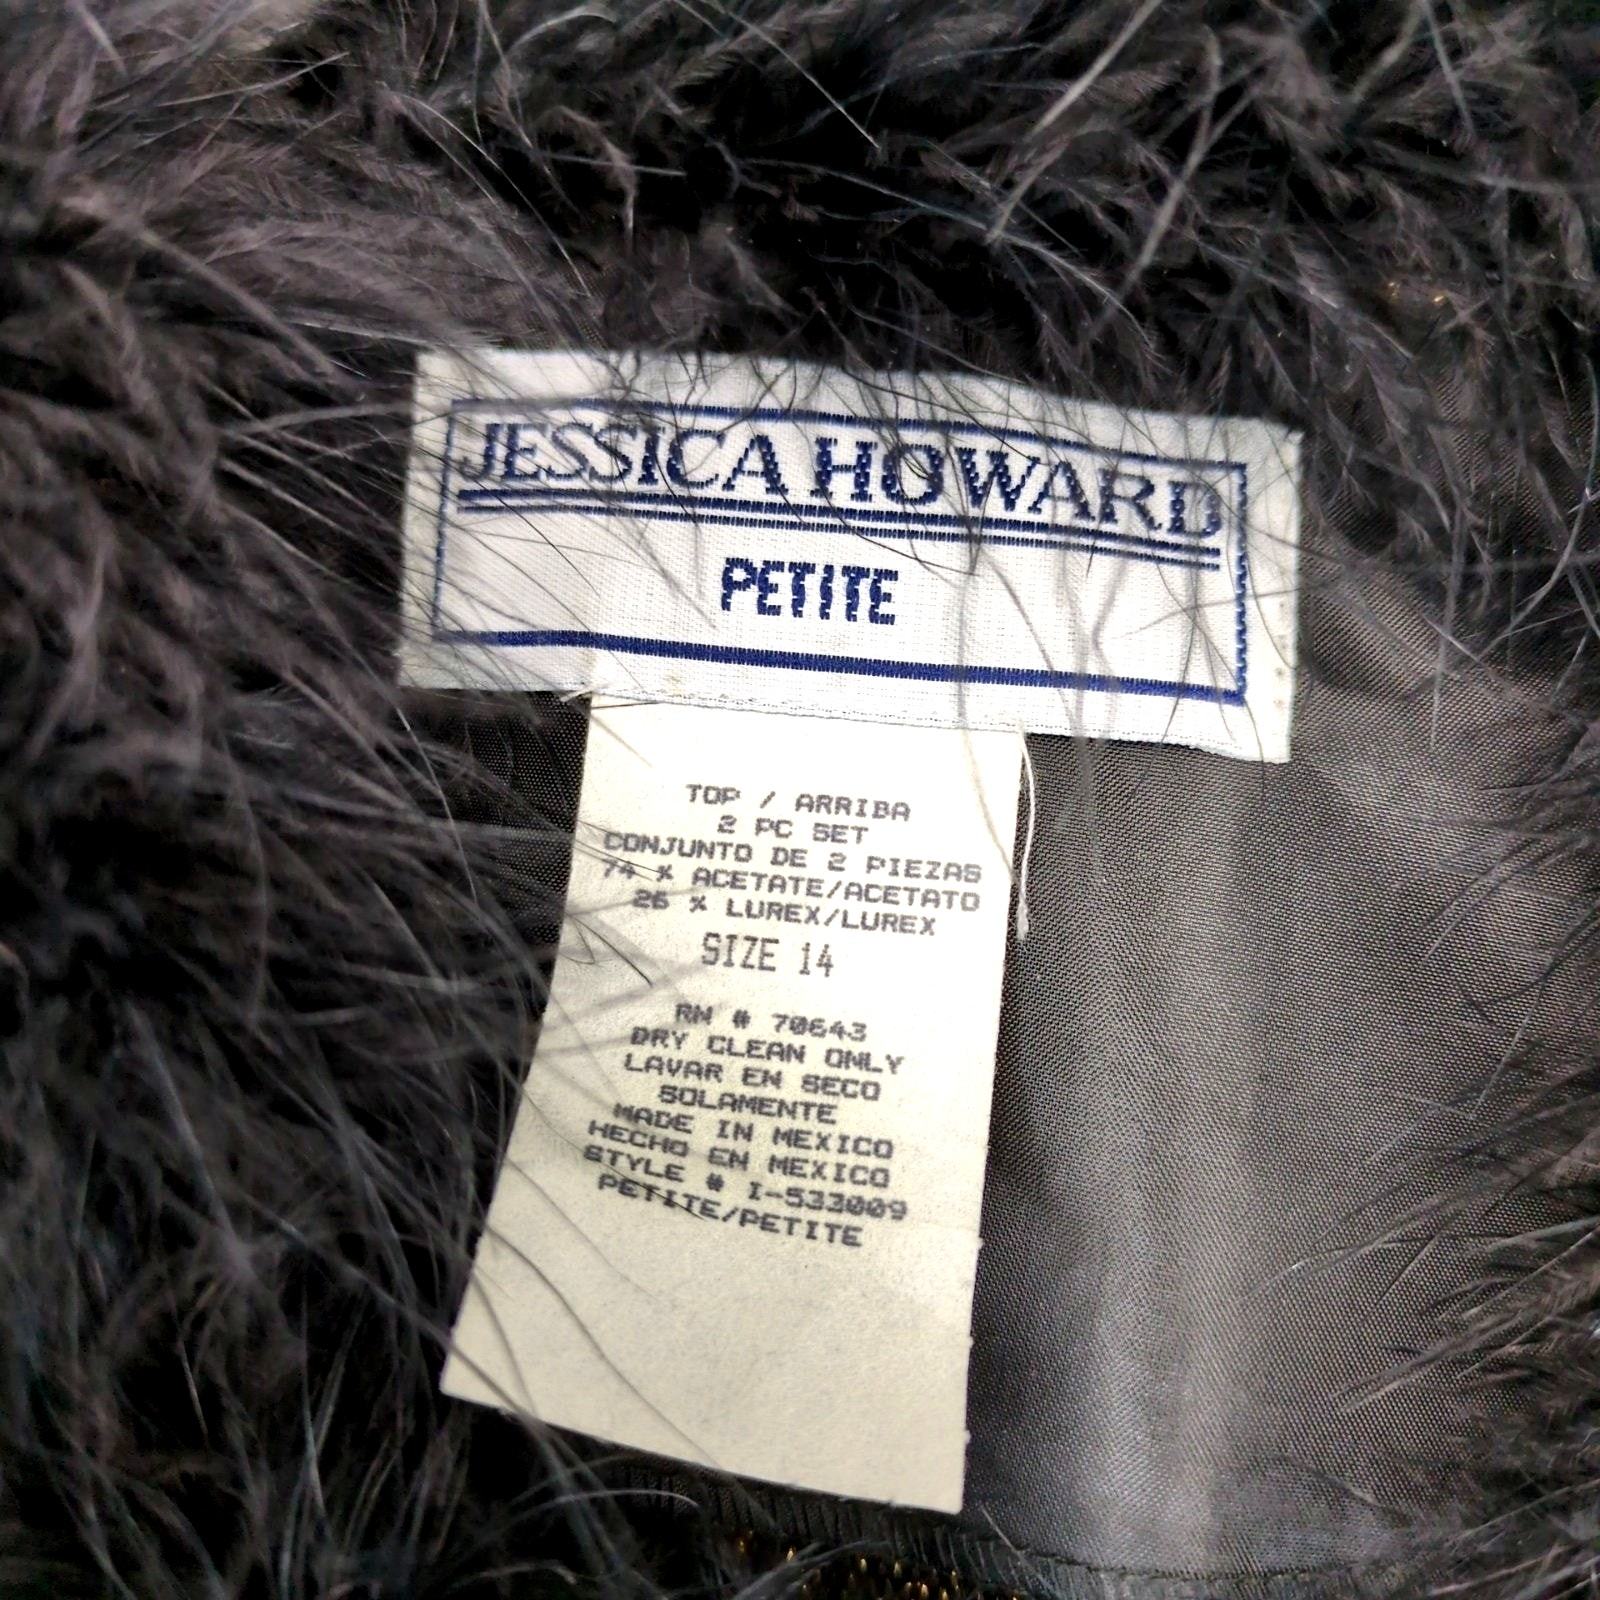 JESSICA HOWARD
PETITE
TOP / ARRIBA
2 PC SET
CONJUNTO DE 2 PIEZAS
74 % ACETATE/ACETATO
26 % LUREX/LUREX
SIZE 14
RN # 70643
DRY CLEAN ONLY
LAVAR EN SECO
SOLAMENTE
MADE IN MEXICO
HECHO EN MEXICO
STYLE # I-533009
PETITE/PETITE